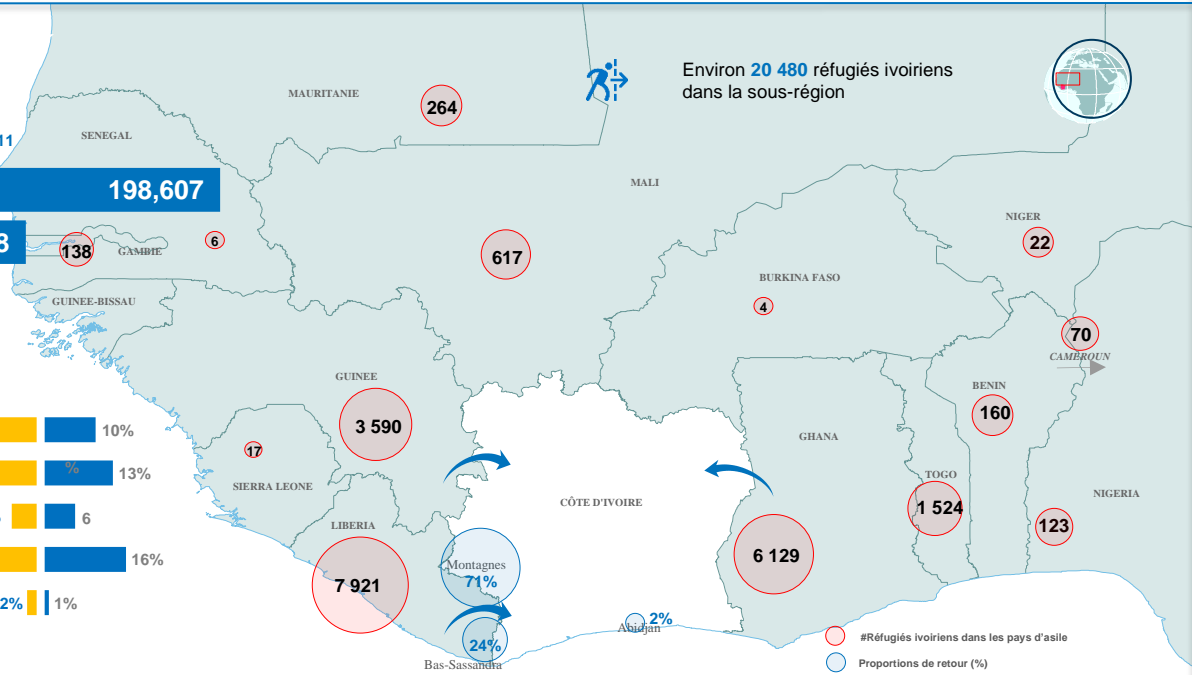 Environ 20 480 réfugiés ivoiriens
dans la sous-région
MAURITANIE
264
SENEGAL
11
198,607
8
MALI
NIGER
22
138
GAMBIE
6
617
BURKINA FASO
4
GUINEE-BISSAU
70
CAMEROUN
GUINEE
3 590
BENIN
160
10%
GHANA
17
%
13%
SIERRA LEONE
TOGO
1 524
NIGERIA
CÔTE D'IVOIRE
6
LIBERIA
123
6 129
16%
7 921
Montagnes
71%
2%
1%
Abidjan
2%
24%
Bas-Sassandra
#Réfugiés ivoiriens dans les pays d'asile
Proportions de retour (%)